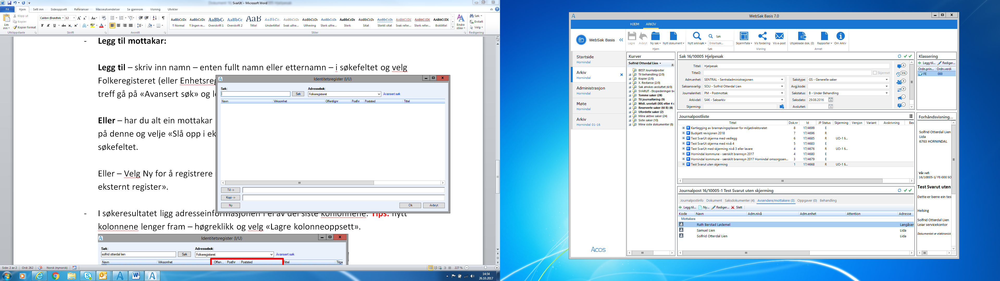 SvarUt - Microsoft Word
Fil Hjem Sett inn Sideoppsett Referanser Masseutsendelser Se gjennom Visning Utvikler
Lim inn
Klipp ut
Kopier
Kopier format
Utklippstavle
Calibri (Brødtek 12
Skrift
Avsnitt
AaBbCcDc AaBbCcDc AaBbC AaBbCc AaB AaBbCc. AaBbCcDc AaBbCcDc AaBbCcDc AaBbCcDc AaBbCcDc AaBbCcDc AABBCCDD AABBCCDD AaBbCcDc
¶ Normal ¶ Ingen m... Overskrift 1 Overskrift 2 Tittel Undertittel Svak uthe... Utheving Sterk uthe... Sterk Sitat Sterkt sitat Svak refer... Sterk refer... Boktittel
Stiler
Endre stiler
Søk
Erstatt
Velg
Redigering
- Legg til mottakar:
Legg til – skriv inn namn – enten fullt namn eller etternamn – i søkefeltet og velg
Folkeregisteret (eller Enhetsreg
treff gå på «Avansert søk» og l
Eller – har du alt ein mottakar
på denne og velje «Slå opp i ek
søkefeltet.
Eller – Velg Ny for å registrere
eksternt register».
- I søkeresultatet ligg adresseinformasjonen i ei av dei siste kolonnene. Tips: nytt
kolonnene lenger fram – høgreklikk og velg «Lagre kolonneoppsett».
Identitetsregister (I/U)
Søk: Adressebok:
Søk Folkeregisteret Avansert søk
Navn Virksomhet Offentlignr Postnr Poststed Tittel
Til ->
Kopi ->
Ny Ok Avbryt
Identitetsregister (I/U)
Søk: Adressebok:
solfrid otterdal lien Søk Folkeregisteret Avansert søk
Navn Virksomhet Offen... Postnr Poststed Tittel Tilga
Side: 2 av 2 Ord: 262 Norsk (nynorsk) 227 %
14:54
26.10.2017
WebSak Basis 7.0
HJEM ARKIV
WebSak Basis
Lagre Avbryt Ny sak Nytt dokument
Hjem
Nytt arkivsøk Søk
Enkeltsøk...
Søk
Skjermflate Vis fordeling Vis e-post
Visning
Utsjekkede dok. (0) Rapporter Om Arkiv
Annet
Startside
Hornindal
Arkiv
Hornindal
Administrasjon
Hornindal
Møte
Hornindal
Arkiv
Hornindal 01-16
ACOS
Kurver
Solfrid Otterdal Lien
BEST Journalposter
Til behandling (2/0)
Kopier (2/0)
X. Restanse (2/0)
Sak ønskes avsluttet (4/0)
SVARUT - Ekspederinger be
Tomme saker (28)
Til journalføring (9)
Midl. unntatt (XX) etter 4 d
Reserverte saker (til B) (8)
Ufordelte saker (2)
Mine aktive saker (24)
Siste saker (10)
Mine siste dokumenter (8)
Sak 16/10005 Hjelpesak
Tittel: Hjelpesak
Tittel2: Skjermet
Adm.enhet: SENTRAL - Sentraladministrasjonen Sakstype: GS - Generelle saker
Saksansvarlig: SOLI - Solfrid Otterdal Lien Avgj.kode:
Journalenhet: PM - Postmottak Sakstatus: B - Under Behandling
Arkivdel: SAK - Saksarkiv Saksdato: 29.08.2016
Skjerming: Avsluttet:
0
576
0
0
-
-
Klassering
Legg til... Rediger...
Ordn.prin... Ordn.verdi
FE 000
Journalpostliste
Tittel Dok.nr Id JP Status Skjerming Versjon Variant Avskrivning Bes
Kartlegging av brannøvingsplasser for miljødirektoratet 8 17/4699 E
Budsjett revisjonen 2018 7 17/4696 R
Test SvarUt skjerma med vedlegg 6 17/4685 R UO-1 §...
Test SvarUt skjerma med nivå 4 5 17/4683 E
Test SvarUt med skjerming nivå 3 eller lavare 4 17/4676 R UO-1 §...
Hornindal kommune - særskilt brannsyn 2017 4 17/4680 E
Hornindal kommune - særskilt brannsyn 2017 Hornindal omsorgssen... 3 17/4679 E
Test Svarut uten skjerming 1 17/4668 R UO-1 §...
Journalpost 16/10005-1 Test Svarut uten skjerming
Journalpostinfo Dokument Saksdokumenter (4) Avsendere/mottakere (3) Oppgaver (0) Behandling
Legg til... Ny... Rediger... Slett
Kode Navn Adm.nivå Adm.enhet Attention Adresse
Mottakere
Ruth Berstad Lødemel Langåser
Samuel Lien Lida
Solfrid Otterdal Lien Lida
Forhåndsvisning...
Solfrid Otterdal Lien
Lida
6763 HORNINDAL
Vår ref:
16/10005-1/ FE-000 SO
Test Svarut uten
Dette er berre ein tes
Helsing
Solfrid Otterdal Lien
Leiar servicekontor
Dokumentet er elektronisk